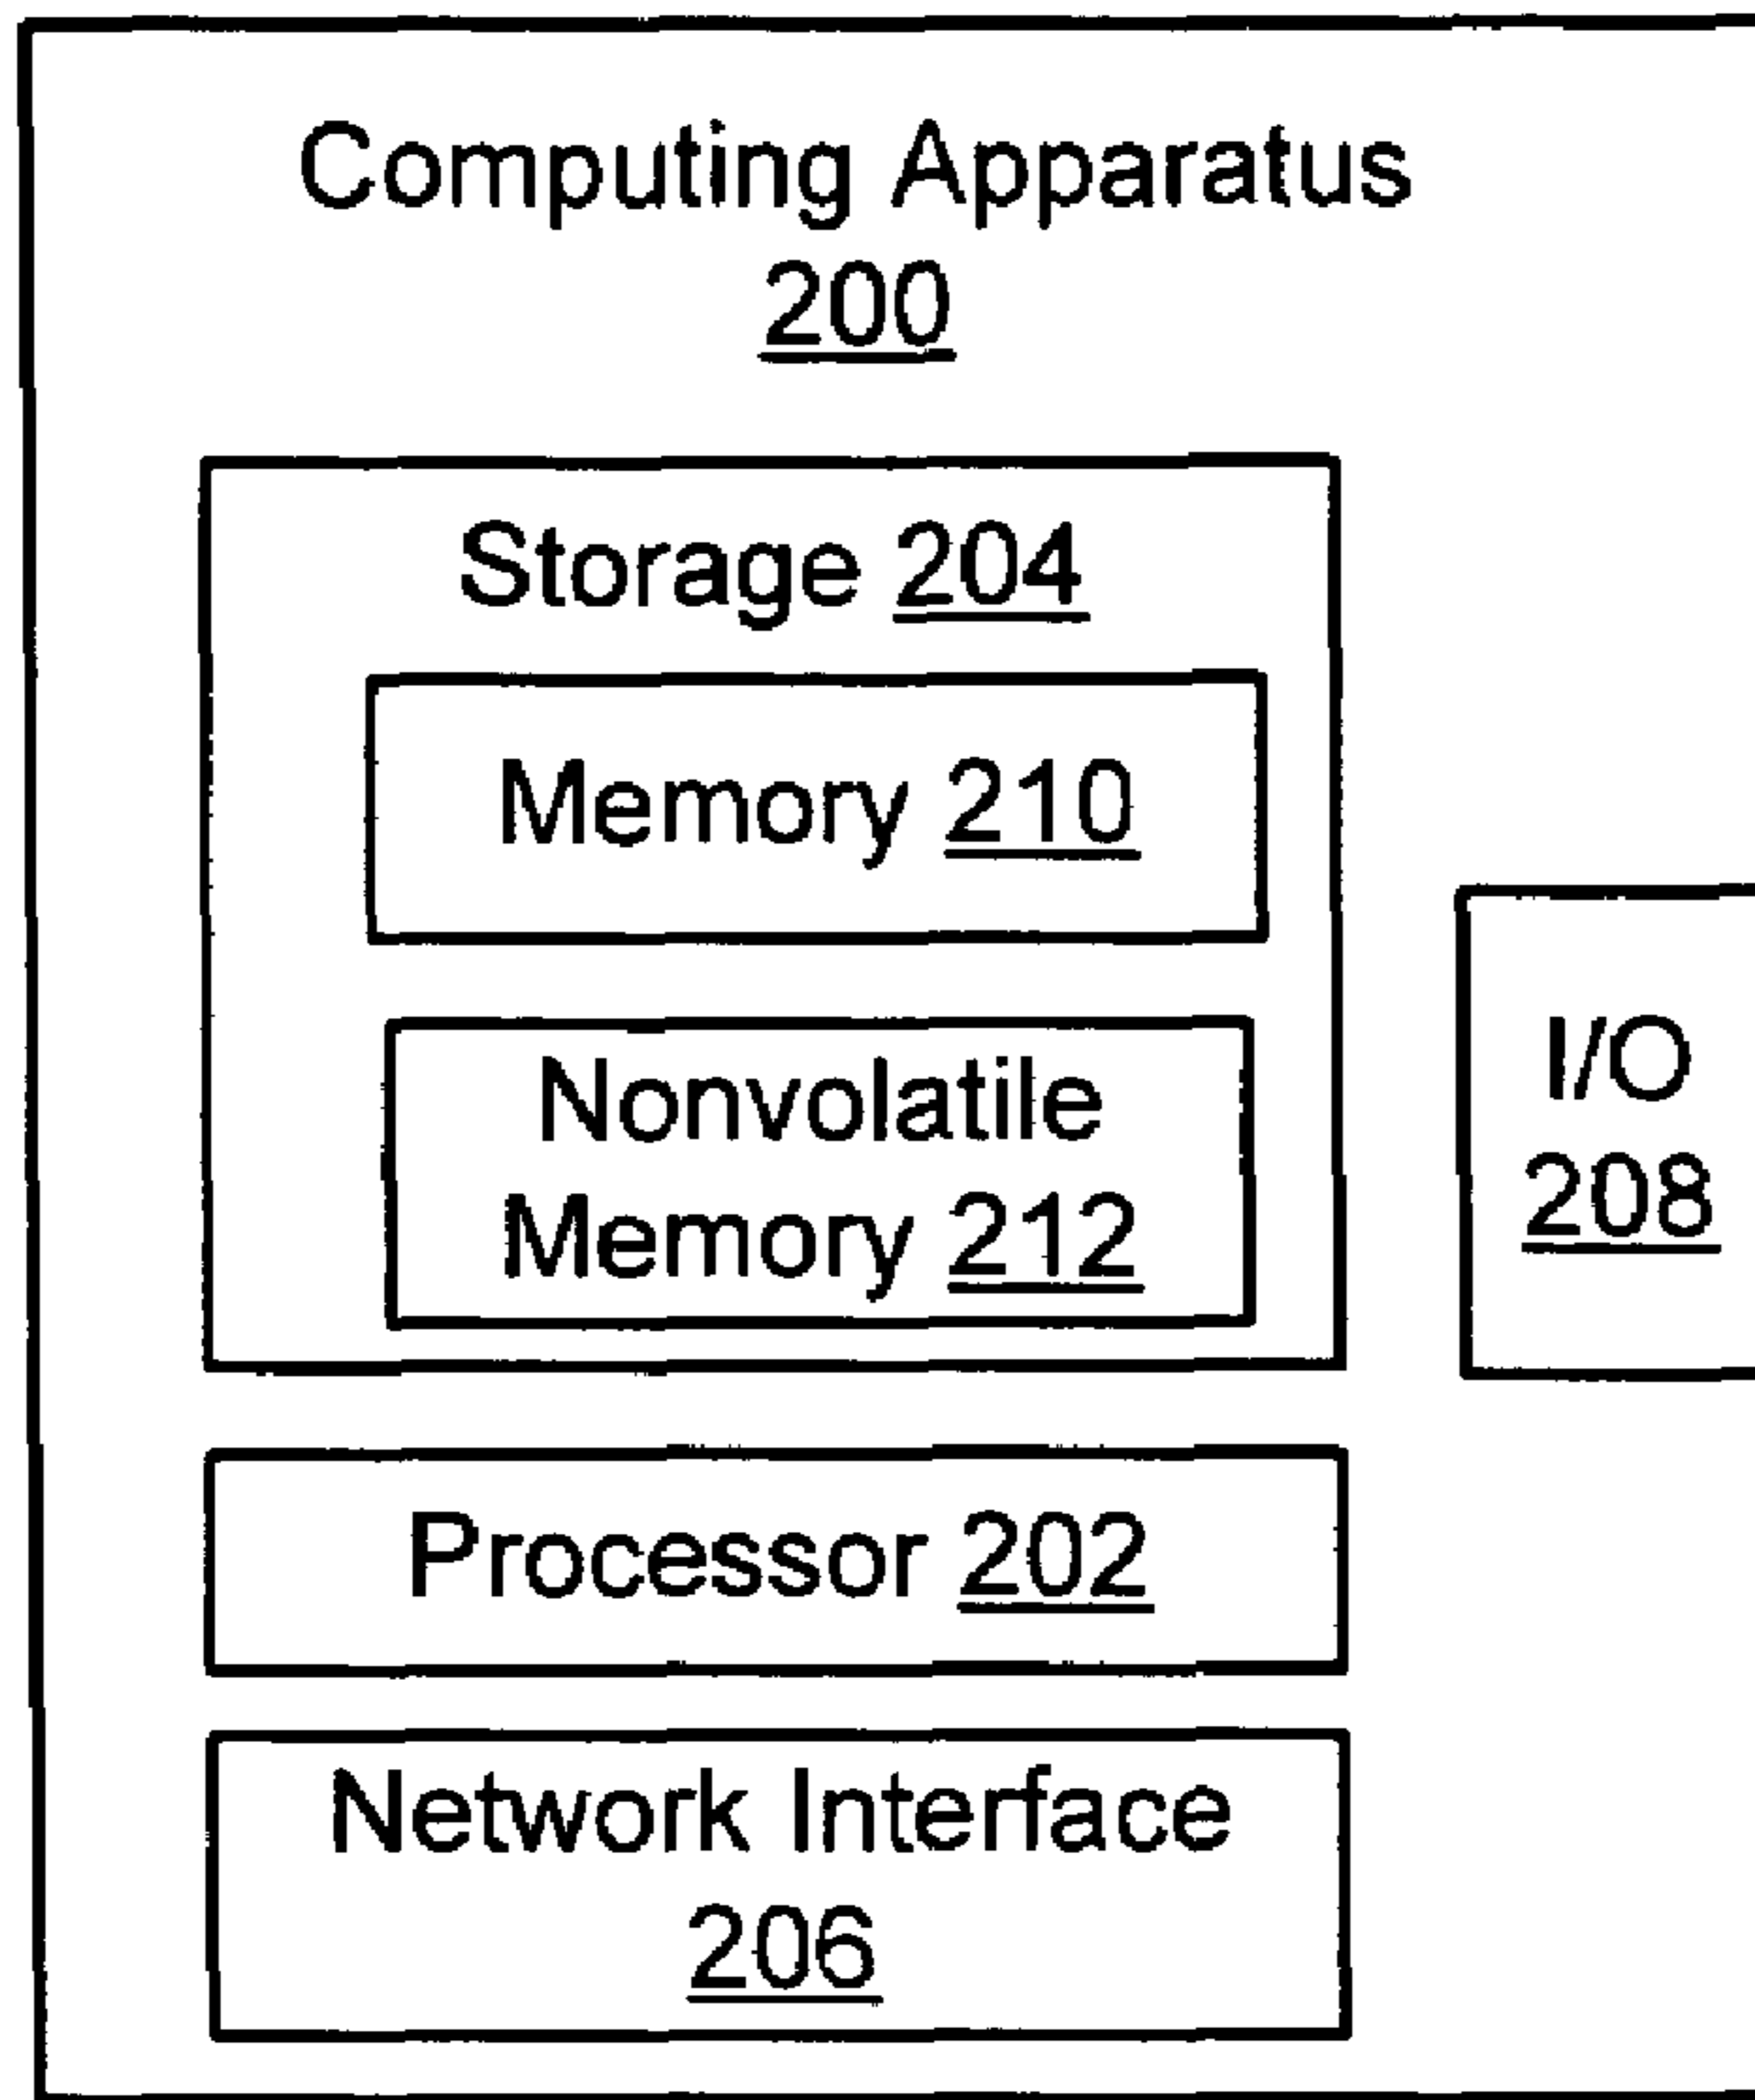 Computing Apparatus
200
Storage 204
Memory 210
Nonvolatile
Memory 212
I/O
208
Processor 202
Network Interface
206